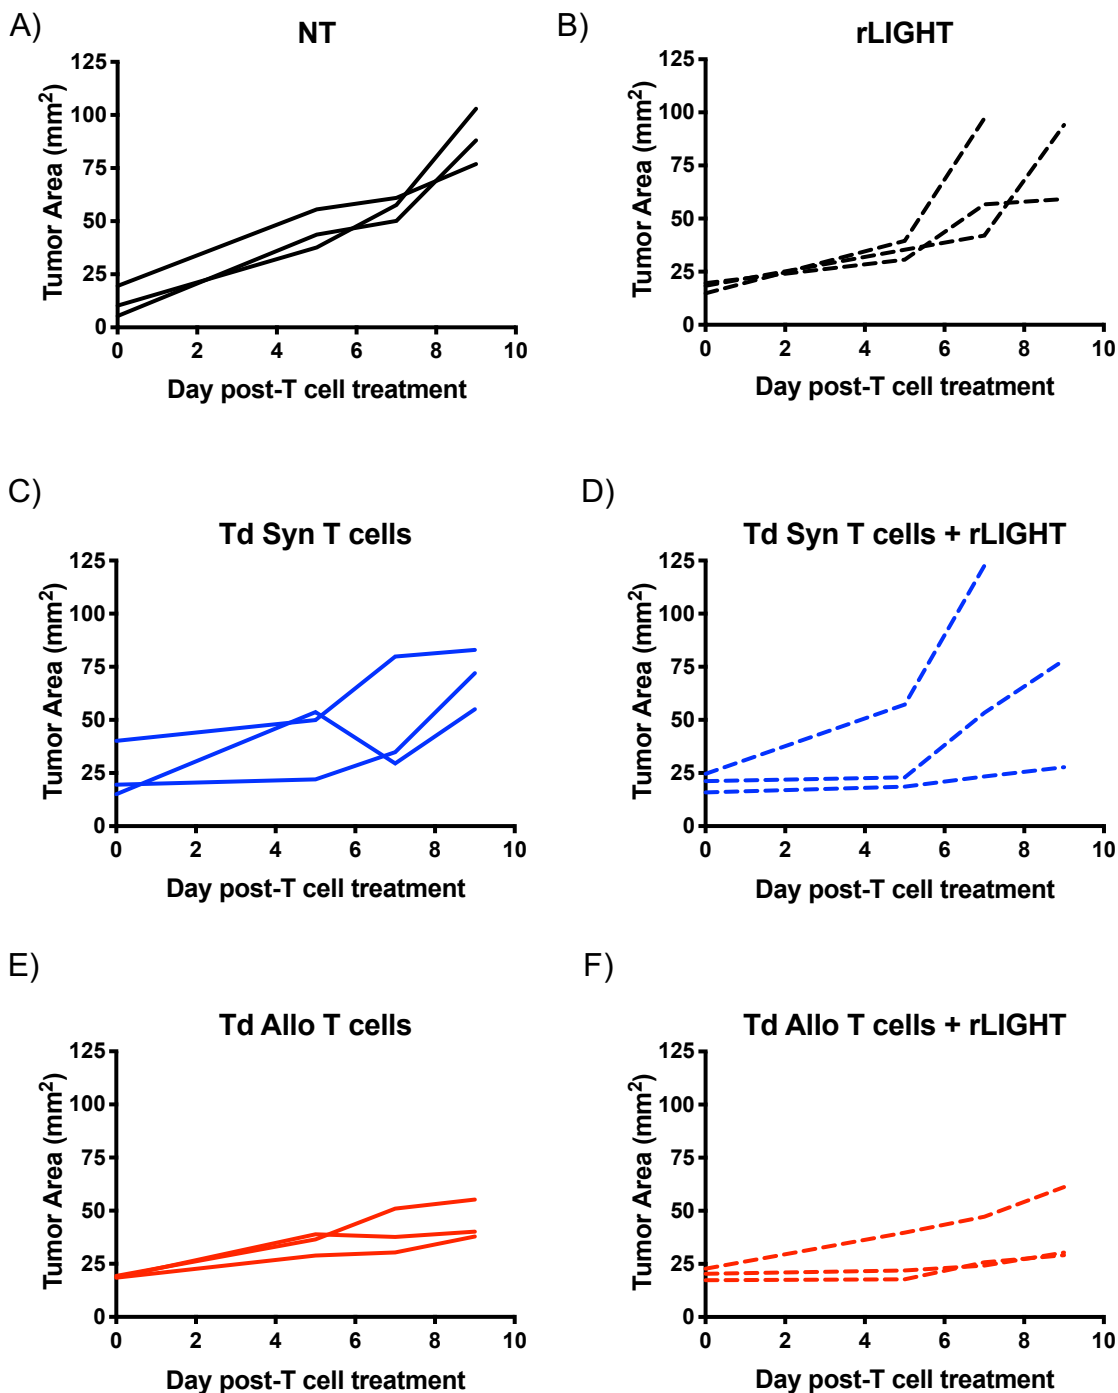 A)
NT
125
100
75
50
25
0
Tumor Area (mm²)
0 2 4 6 8 10
Day post-T cell treatment
B)
rLIGHT
125
100
75
50
25
0
Tumor Area (mm²)
0 2 4 6 8 10
Day post-T cell treatment
C)
Td Syn T cells
125
100
75
50
25
0
Tumor Area (mm²)
0 2 4 6 8 10
Day post-T cell treatment
D)
Td Syn T cells + rLIGHT
125
100
75
50
25
0
Tumor Area (mm²)
0 2 4 6 8 10
Day post-T cell treatment
E)
Td Allo T cells
125
100
75
50
25
0
Tumor Area (mm²)
0 2 4 6 8 10
Day post-T cell treatment
F)
Td Allo T cells + rLIGHT
125
100
75
50
25
0
Tumor Area (mm²)
0 2 4 6 8 10
Day post-T cell treatment